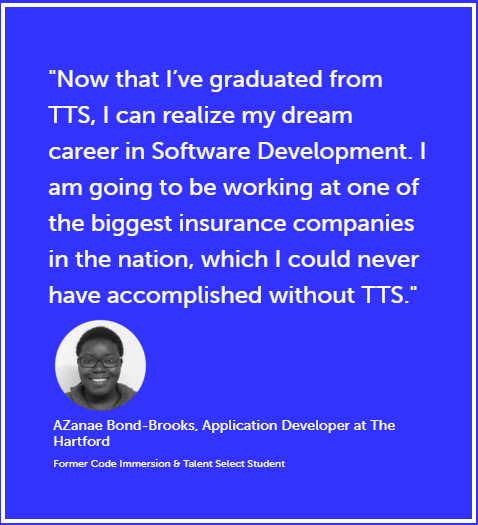 "Now that I’ve graduated from
TTS, I can realize my dream
career in Software Development. I
am going to be working at one of
the biggest insurance companies
in the nation, which I could never
have accomplished without TTS."
AZanae Bond-Brooks, Application Developer at The
Hartford
Former Code Immersion & Talent Select Student